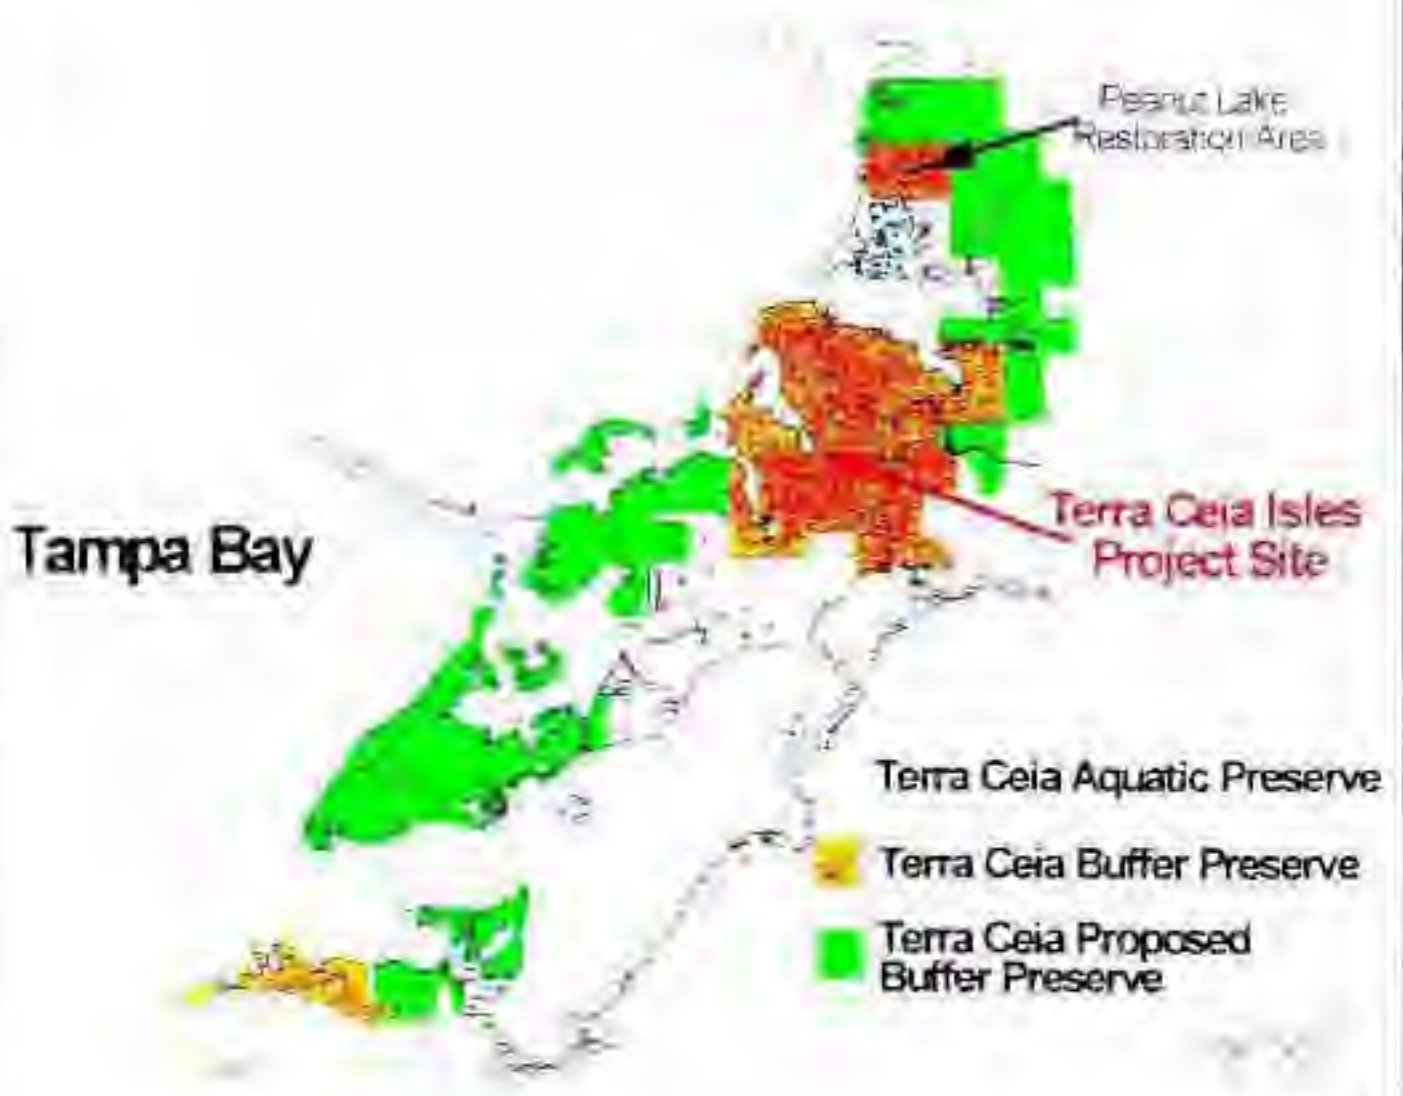 Peanut Lake
Restoration Area
Tampa Bay
Terra Ceia Isles
Project Site
Terra Ceia Aquatic Preserve
Terra Ceia Buffer Preserve
Terra Ceia Proposed
Buffer Preserve